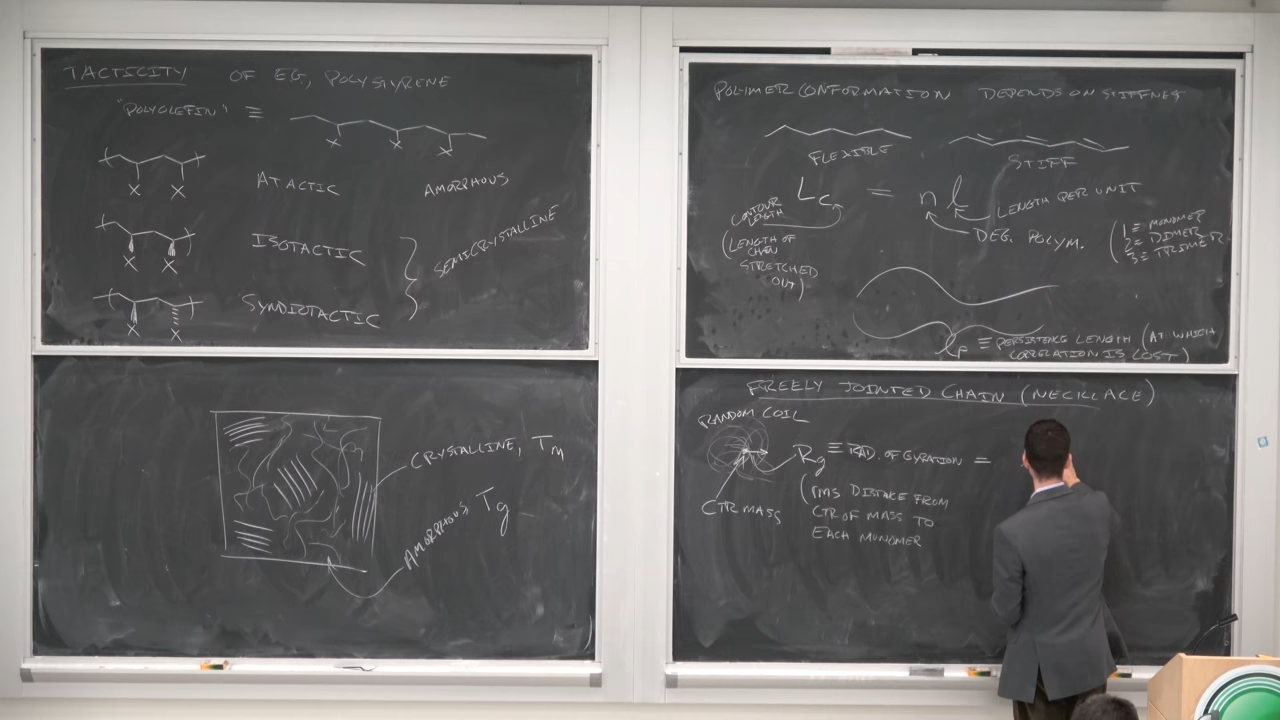 TACTICITY OF EG, POLYSTYRENE
"POLYOLEFIN" ≡
X X X
X X
ATACTIC AMORPHOUS
X X
ISOTACTIC
SEMICRYSTALLINE
X X
SYNDIOTACTIC
CRYSTALLINE, Tm
AMORPHOUS Tg
POLYMER CONFORMATION DEPENDS ON STIFFNESS
FLEXIBLE
STIFF
Lc = nl
CONTOUR
LENGTH
(LENGTH OF
CHAIN
STRETCHED
OUT)
LENGTH PER UNIT
DEG. POLYM.
(1 ≡ MONOMER
2 ≡ DIMER
3 ≡ TRIMER
lp ≡ PERSISTENCE LENGTH (AT WHICH
CORRELATION IS LOST)
FREELY JOINTED CHAIN (NECKLACE)
RANDOM COIL
Rg ≡ RAD. OF GYRATION =
CTR MASS
(rms DISTACE FROM
CTR OF MASS TO
EACH MONOMER